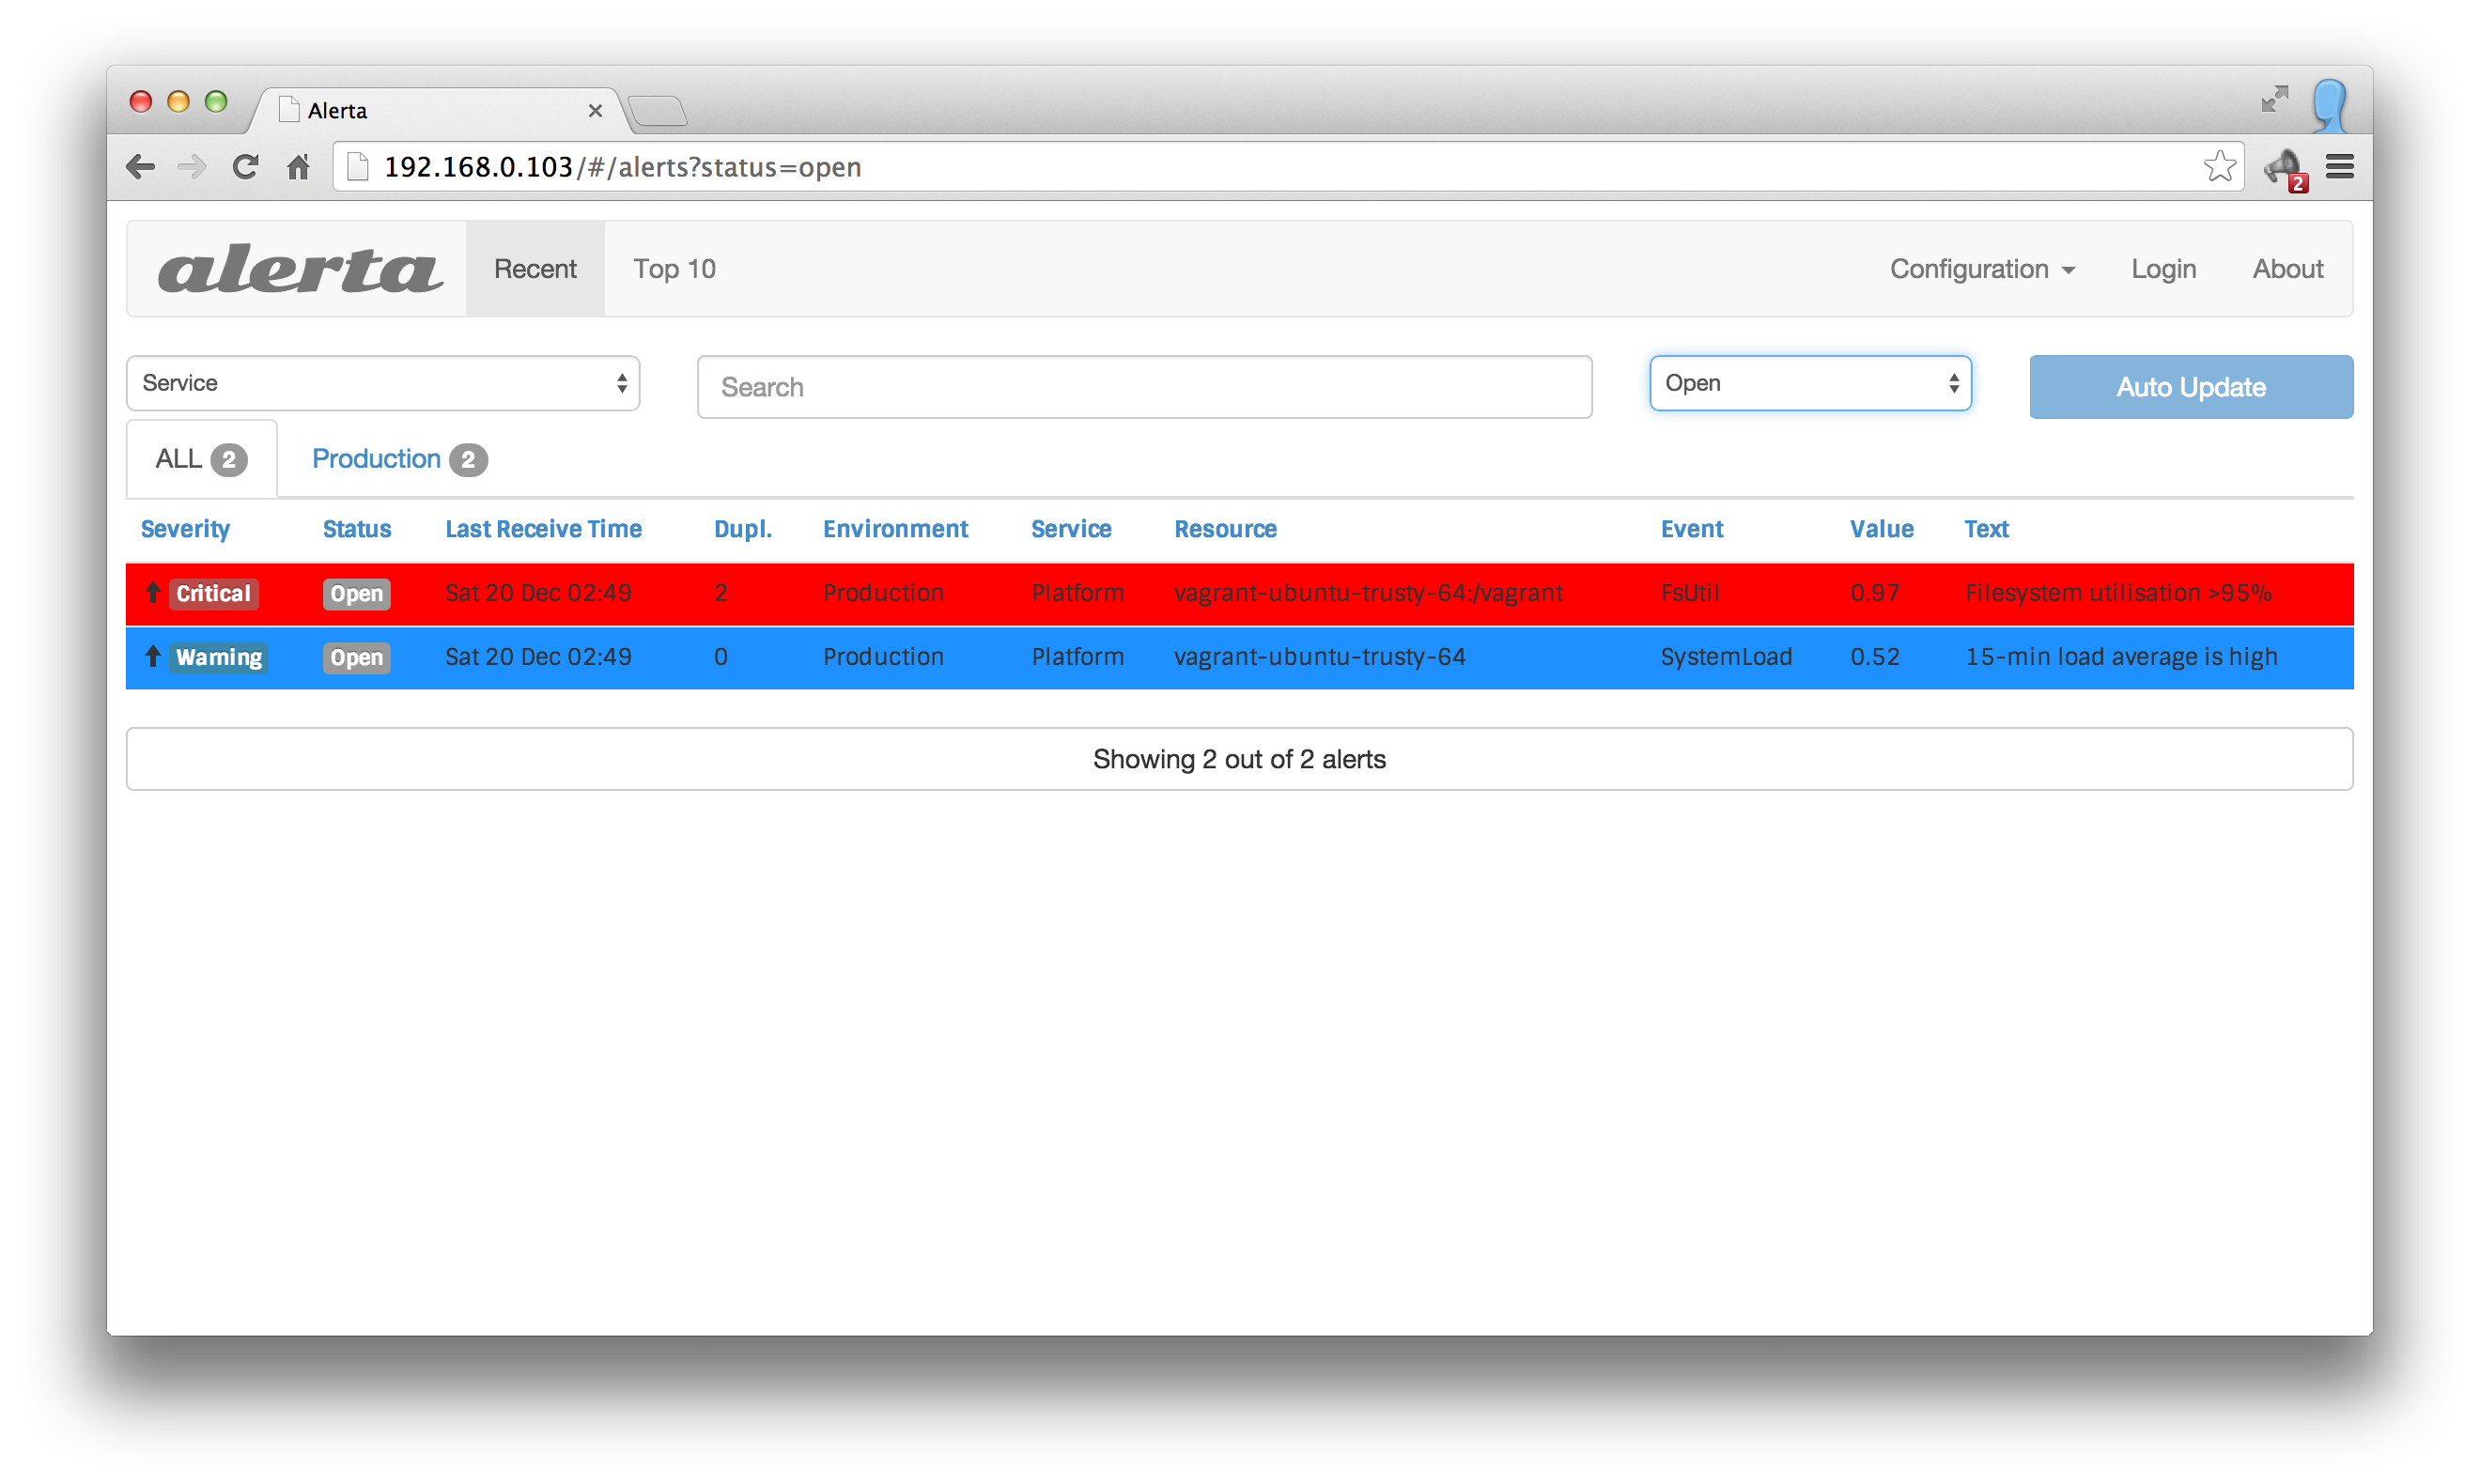 Alerta
192.168.0.103/#/alerts?status=open
2
alerta Recent Top 10 Configuration Login About
Service Search Open Auto Update
ALL 2 Production 2
Severity Status Last Receive Time Dupl. Environment Service Resource Event Value Text
Critical Open Sat 20 Dec 02:49 2 Production Platform vagrant-ubuntu-trusty-64:/vagrant FsUtil 0.97 Filesystem utilisation >95%
Warning Open Sat 20 Dec 02:49 0 Production Platform vagrant-ubuntu-trusty-64 SystemLoad 0.52 15-min load average is high
Showing 2 out of 2 alerts